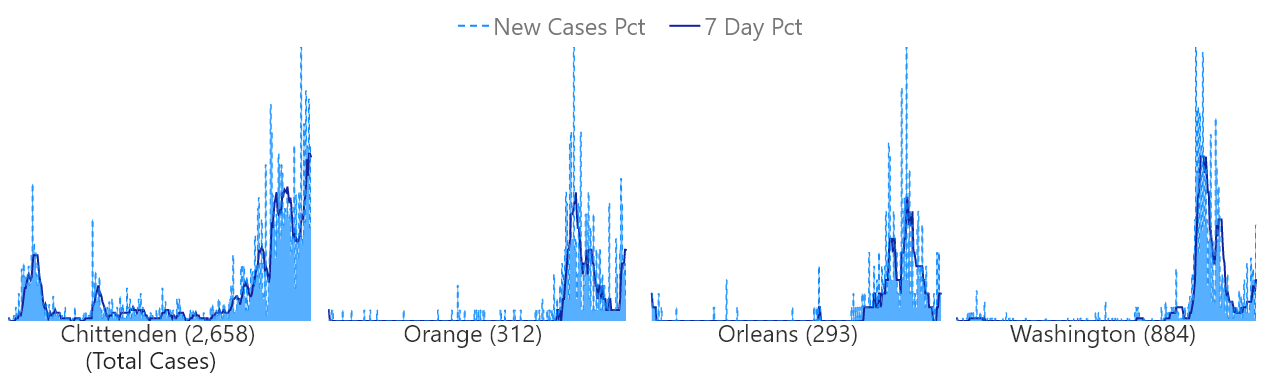 New Cases Pct 7 Day Pct
Chittenden (2,658) Orange (312) Orleans (293) Washington (884)
(Total Cases)